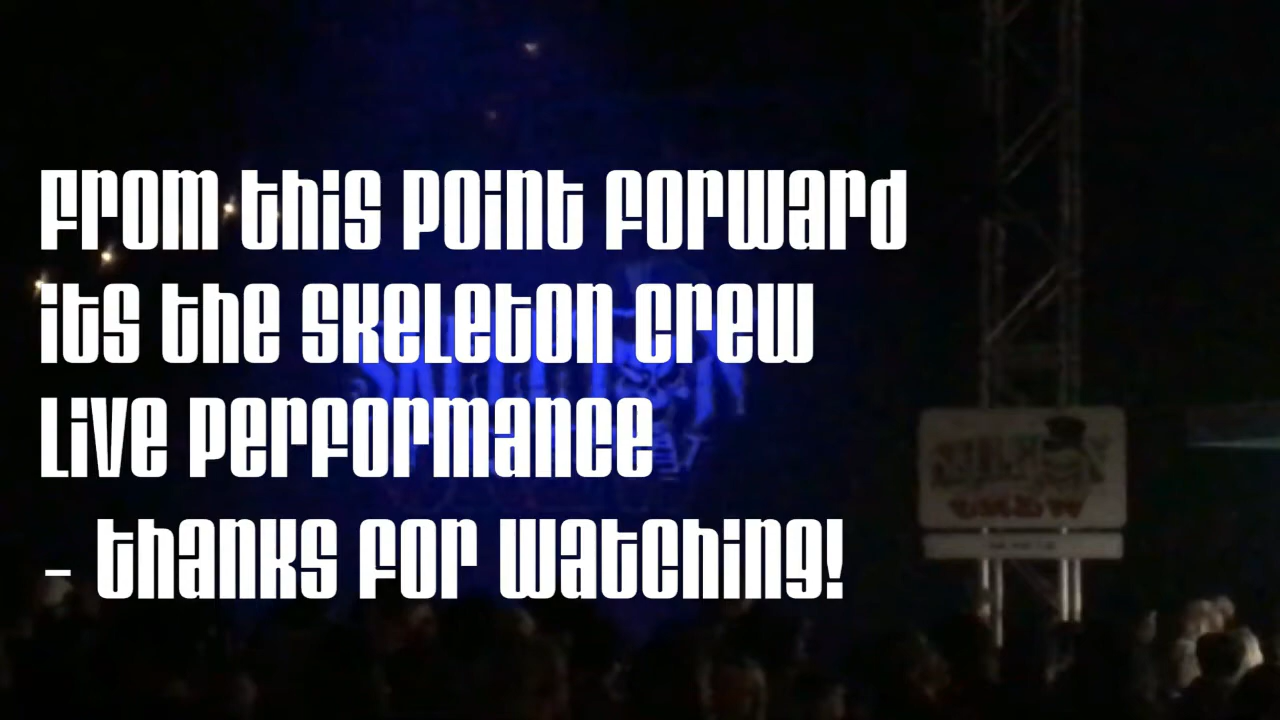 From this point forward
its the skeleton crew
Live performance
- thanks for watching!